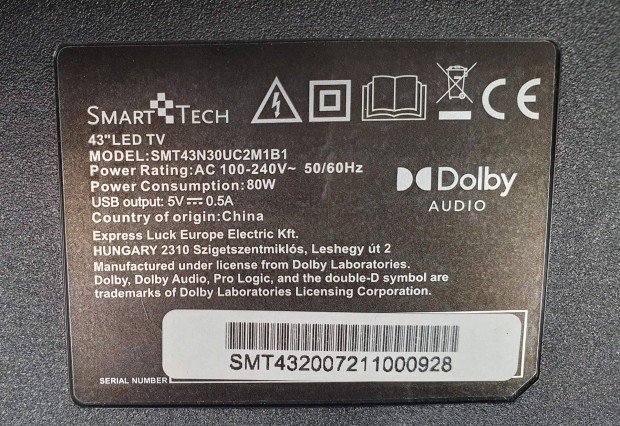 SMART TECH
43"LED TV
MODEL:SMT43N30UC2M1B1
Power Rating:AC 100-240V~ 50/60Hz
Power Consumption:80W
USB output: 5V⎓0.5A
Country of origin:China
Express Luck Europe Electric Kft.
HUNGARY 2310 Szigetszentmiklós, Leshegy út 2
Manufactured under license from Dolby Laboratories.
Dolby, Dolby Audio, Pro Logic, and the double-D symbol are
trademarks of Dolby Laboratories Licensing Corporation.
CE
Dolby
AUDIO
SMT432007211000928
SERIAL NUMBER